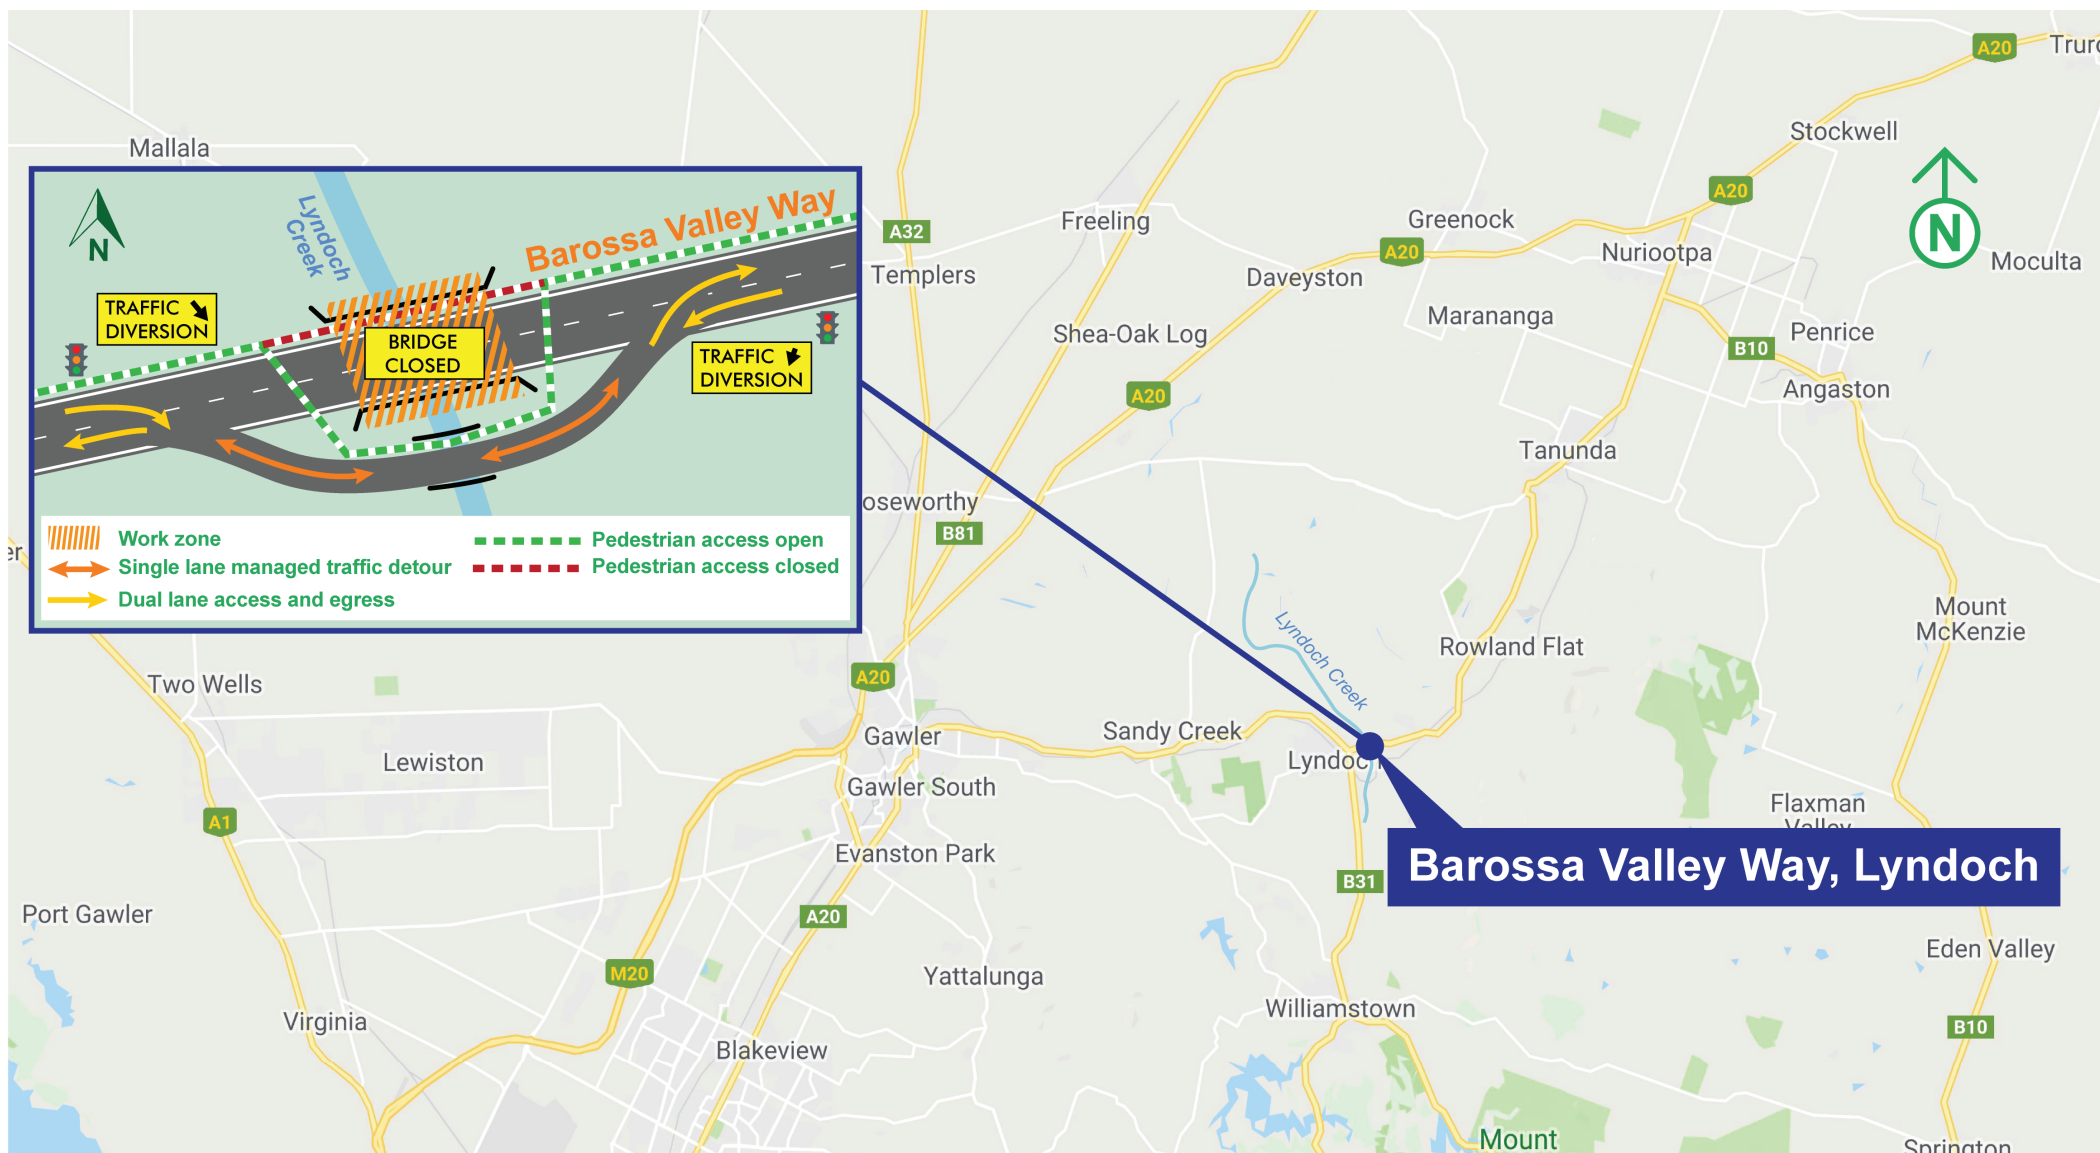 A20
Mallala
Stockwell
A20
N
Lyndoch
Creek
Barossa Valley Way
N
TRAFFIC
DIVERSION
BRIDGE
CLOSED
TRAFFIC
DIVERSION
Work zone
Single lane managed traffic detour
Dual lane access and egress
Pedestrian access open
Pedestrian access closed
A32
Freeling
Greenock
A20
Nuriootpa
Moculta
Templers
Daveyston
Marananga
Shea-Oak Log
Penrice
B10
Angaston
A20
Tanunda
oseworthy
B81
Mount
McKenzie
Lyndoch Creek
Rowland Flat
Two Wells
A20
Sandy Creek
Gawler
Lewiston
Gawler South
Flaxman
Valley
A1
Evanston Park
Barossa Valley Way, Lyndoch
B31
Port Gawler
A20
Eden Valley
M20
Yattalunga
Williamstown
Virginia
B10
Blakeview
Mount
Springton